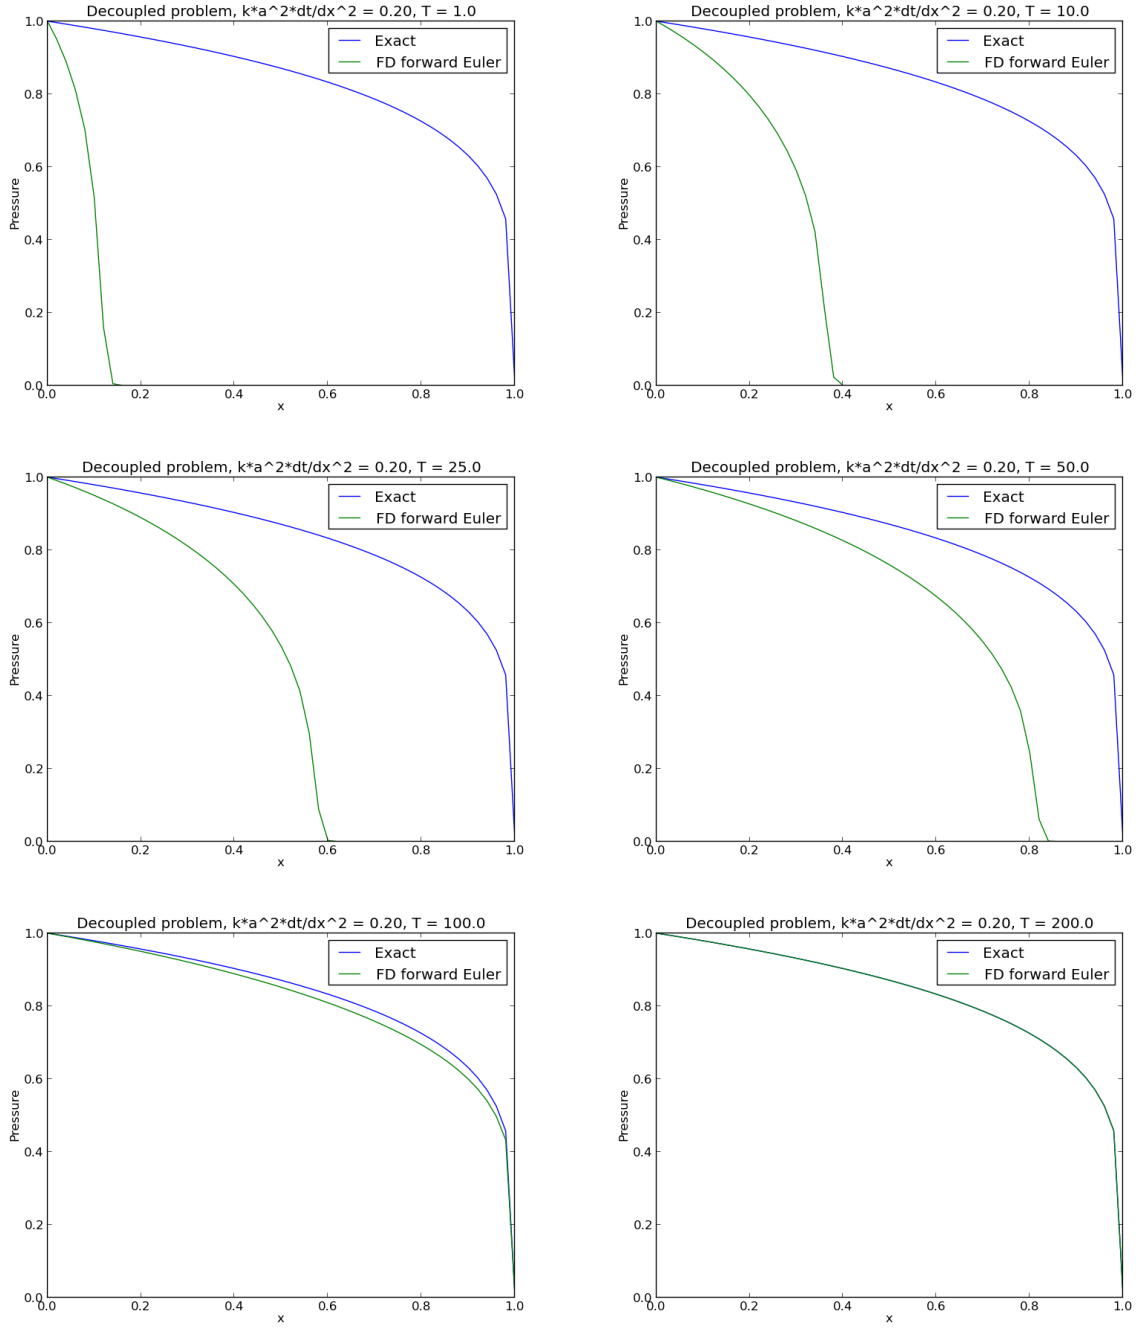 Decoupled problem, k*a^2*dt/dx^2 = 0.20, T = 1.0
Exact
FD forward Euler
Pressure
1.0
0.8
0.6
0.4
0.2
0.0
0.0 0.2 0.4 0.6 0.8 1.0
x
Decoupled problem, k*a^2*dt/dx^2 = 0.20, T = 10.0
Exact
FD forward Euler
Pressure
1.0
0.8
0.6
0.4
0.2
0.0
0.0 0.2 0.4 0.6 0.8 1.0
x
Decoupled problem, k*a^2*dt/dx^2 = 0.20, T = 25.0
Exact
FD forward Euler
Pressure
1.0
0.8
0.6
0.4
0.2
0.0
0.0 0.2 0.4 0.6 0.8 1.0
x
Decoupled problem, k*a^2*dt/dx^2 = 0.20, T = 50.0
Exact
FD forward Euler
Pressure
1.0
0.8
0.6
0.4
0.2
0.0
0.0 0.2 0.4 0.6 0.8 1.0
x
Decoupled problem, k*a^2*dt/dx^2 = 0.20, T = 100.0
Exact
FD forward Euler
Pressure
1.0
0.8
0.6
0.4
0.2
0.0
0.0 0.2 0.4 0.6 0.8 1.0
x
Decoupled problem, k*a^2*dt/dx^2 = 0.20, T = 200.0
Exact
FD forward Euler
Pressure
1.0
0.8
0.6
0.4
0.2
0.0
0.0 0.2 0.4 0.6 0.8 1.0
x